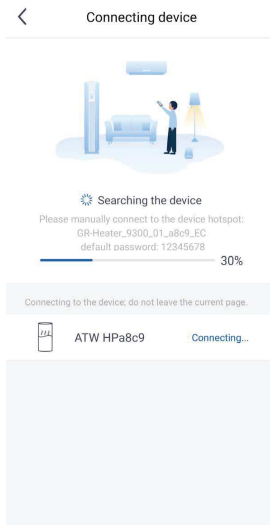 Connecting device
Searching the device
Please manually connect to the device hotspot:
GR-Heater_9300_01_a8c9_EC
default password: 12345678
30%
Connecting to the device; do not leave the current page.
ATW HPa8c9 Connecting...